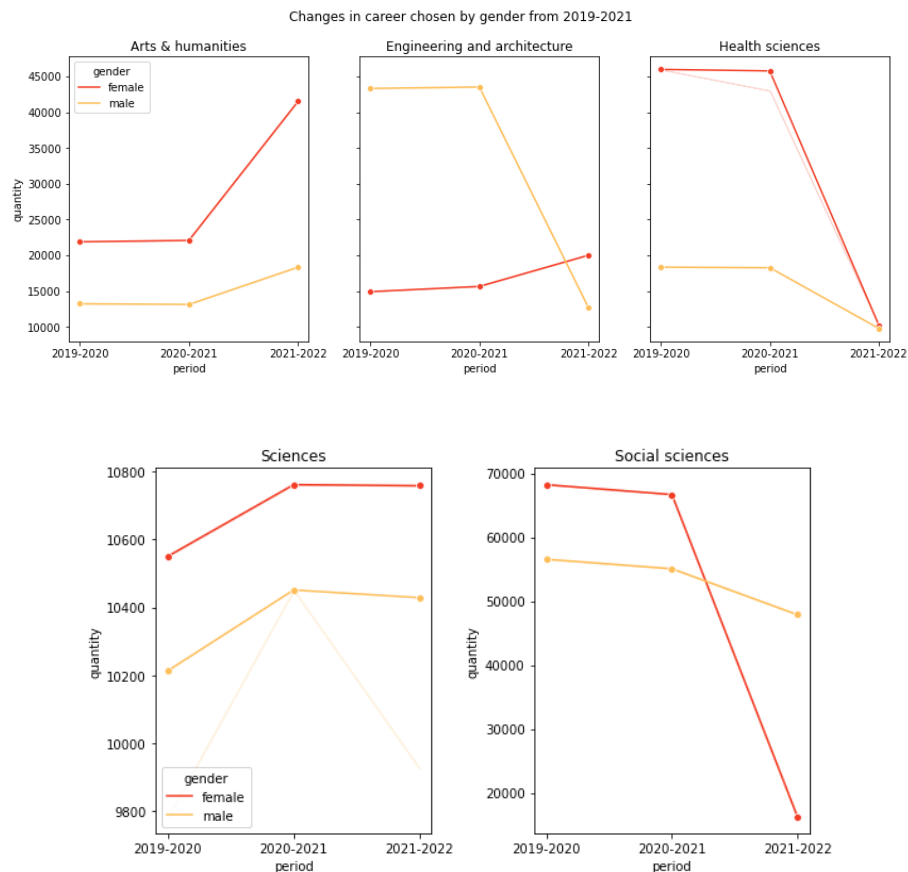 Changes in career chosen by gender from 2019-2021
Arts & humanities
Engineering and architecture
Health sciences
gender
female
male
45000
40000
35000
30000
25000
20000
15000
10000
quantity
2019-2020
2020-2021
2021-2022
period
2019-2020
2020-2021
2021-2022
period
2019-2020
2020-2021
2021-2022
period
Sciences
10800
10600
10400
10200
10000
9800
quantity
gender
female
male
2019-2020
2020-2021
2021-2022
period
Social sciences
70000
60000
50000
40000
30000
20000
quantity
2019-2020
2020-2021
2021-2022
period